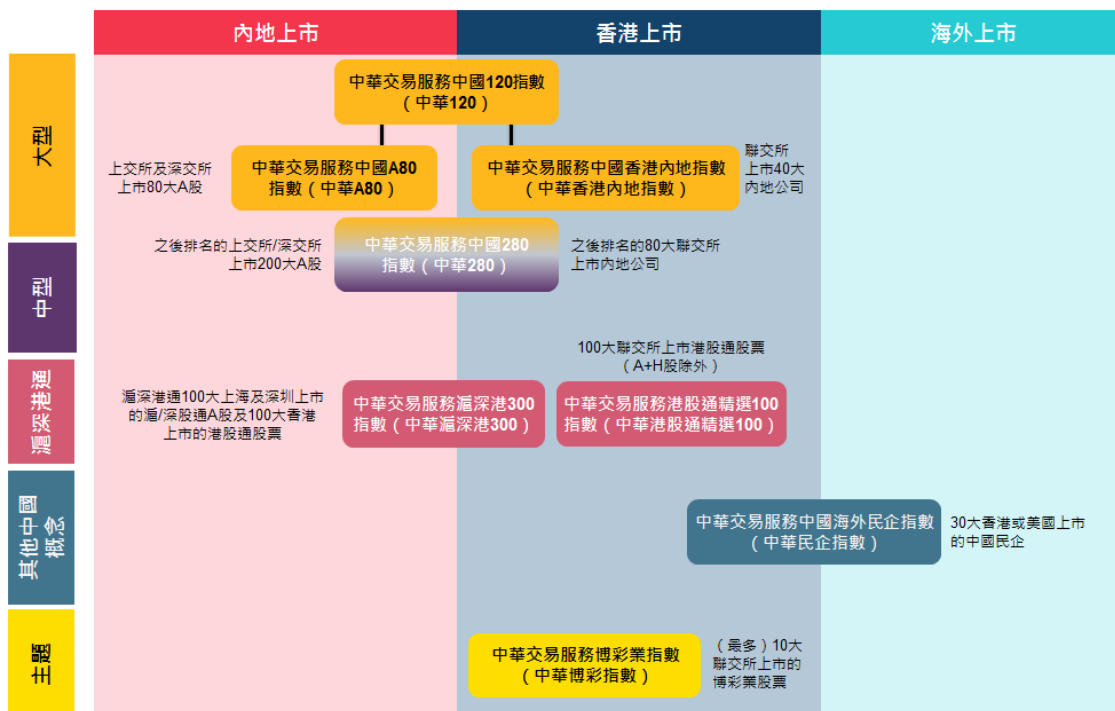 內地上市
香港上市
海外上市
大型
中華交易服務中國120指數
（中華120）
上交所及深交所
上市80大A股
中華交易服務中國A80
指數（中華A80）
中華交易服務中國香港內地指數
（中華香港內地指數）
聯交所
上市40大
內地公司
中型
之後排名的上交所/深交所
上市200大A股
中華交易服務中國280
指數（中華280）
之後排名的80大聯交所
上市內地公司
滬深港通
100大聯交所上市港股通股票
（A+H股除外）
滬深港通100大上海及深圳上市
的滬/深股通A股及100大香港
上市的港股通股票
中華交易服務滬深港300
指數（中華滬深港300）
中華交易服務港股通精選100
指數（中華港股通精選100）
其他中國
概念
中華交易服務中國海外民企指數
（中華民企指數）
30大香港或美國上市
的中國民企
主題
中華交易服務博彩業指數
（中華博彩指數）
（最多）10大
聯交所上市的
博彩業股票